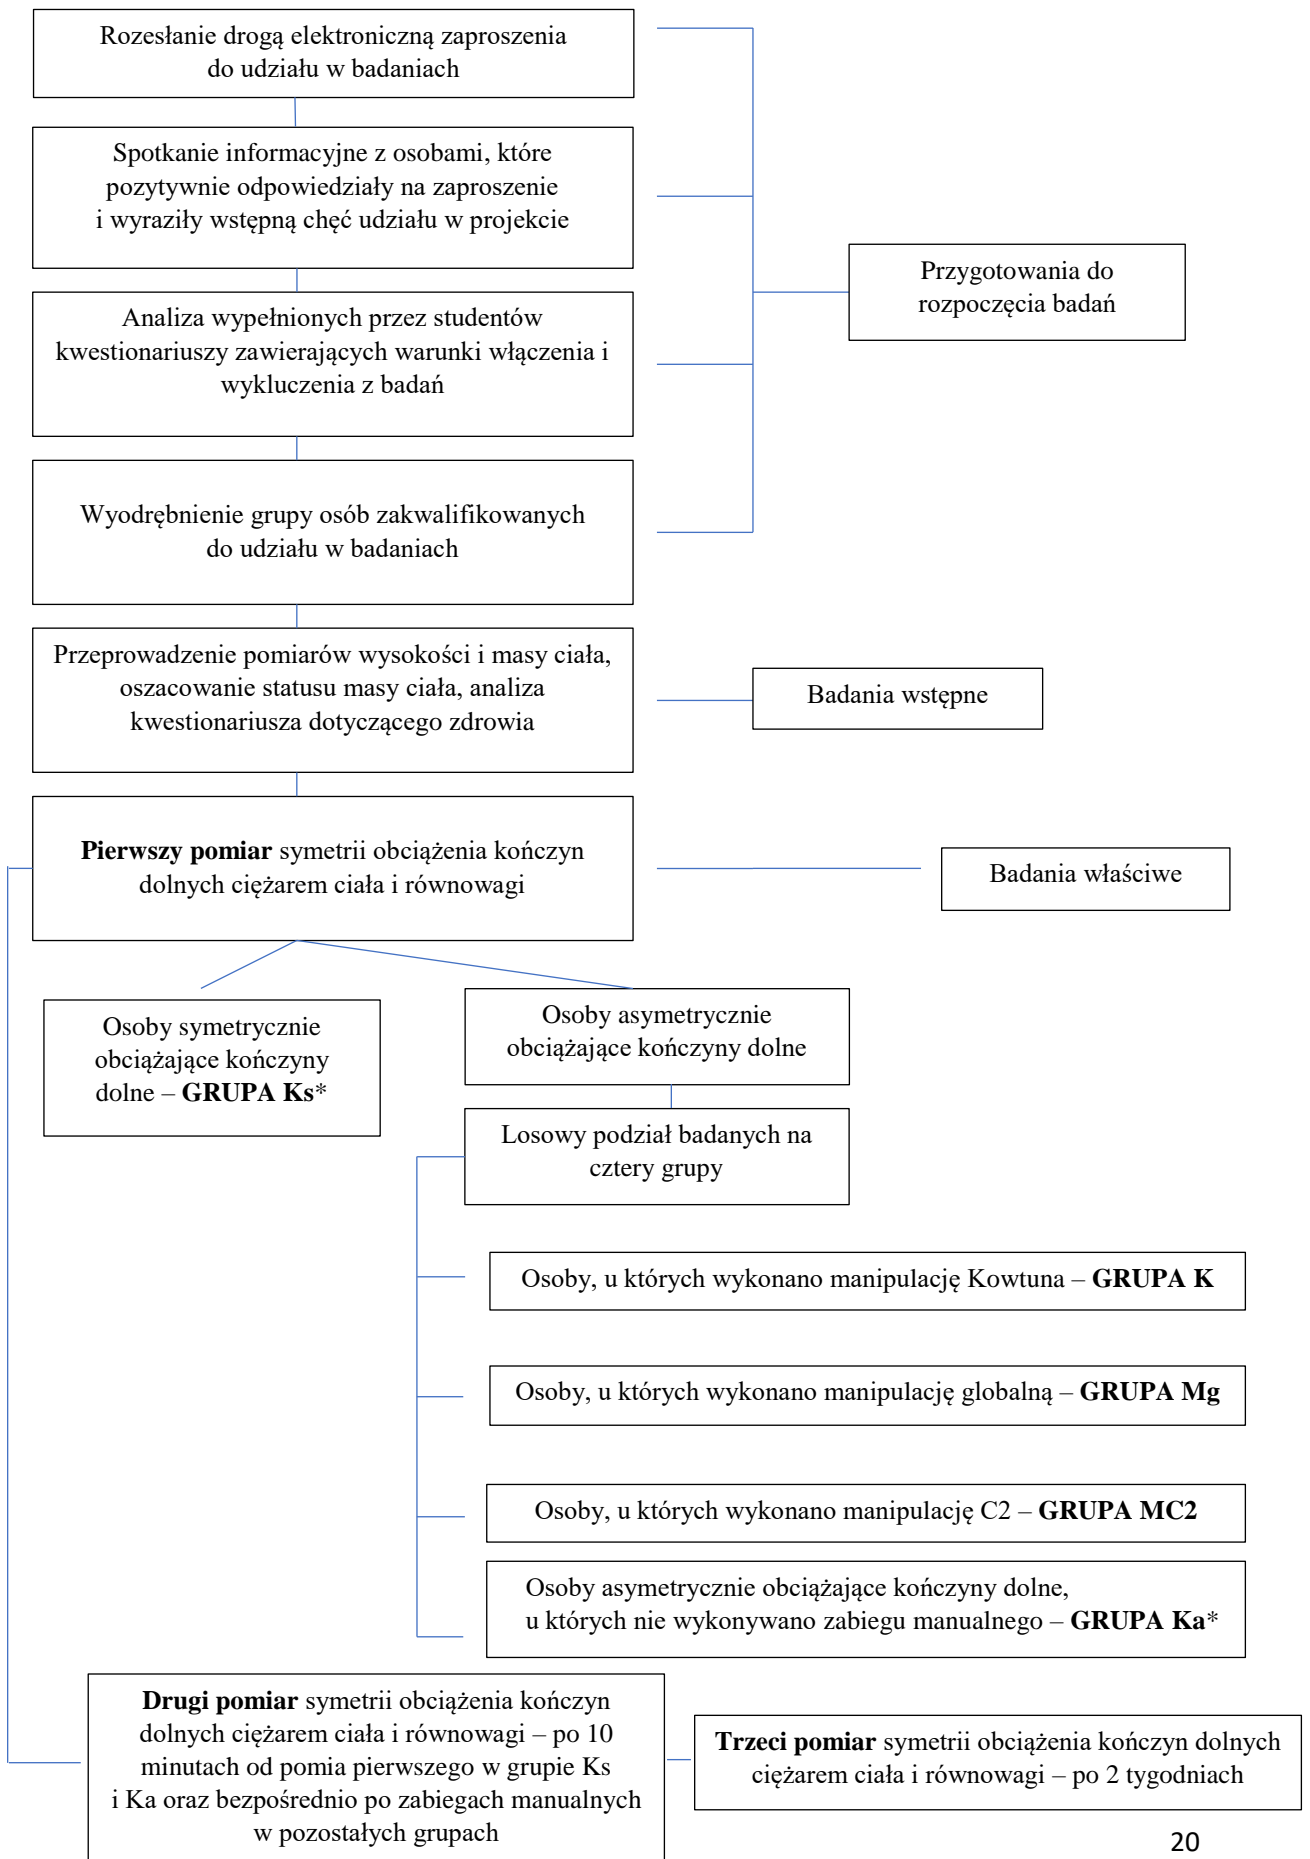 Rozesłanie drogą elektroniczną zaproszenia
do udziału w badaniach
Spotkanie informacyjne z osobami, które
pozytywnie odpowiedziały na zaproszenie
i wyraziły wstępną chęć udziału w projekcie
Przygotowania do
rozpoczęcia badań
Analiza wypełnionych przez studentów
kwestionariuszy zawierających warunki włączenia i
wykluczenia z badań
Wyodrębnienie grupy osób zakwalifikowanych
do udziału w badaniach
Przeprowadzenie pomiarów wysokości i masy ciała,
oszacowanie statusu masy ciała, analiza
kwestionariusza dotyczącego zdrowia
Badania wstępne
Pierwszy pomiar symetrii obciążenia kończyn
dolnych ciężarem ciała i równowagi
Badania właściwe
Osoby symetrycznie
obciążające kończyny
dolne – GRUPA Ks*
Osoby asymetrycznie
obciążające kończyny dolne
Losowy podział badanych na
cztery grupy
Osoby, u których wykonano manipulację Kowtuna – GRUPA K
Osoby, u których wykonano manipulację globalną – GRUPA Mg
Osoby, u których wykonano manipulację C2 – GRUPA MC2
Osoby asymetrycznie obciążające kończyny dolne,
u których nie wykonywano zabiegu manualnego – GRUPA Ka*
Drugi pomiar symetrii obciążenia kończyn
dolnych ciężarem ciała i równowagi – po 10
minutach od pomia pierwszego w grupie Ks
i Ka oraz bezpośrednio po zabiegach manualnych
w pozostałych grupach
Trzeci pomiar symetrii obciążenia kończyn dolnych
ciężarem ciała i równowagi – po 2 tygodniach
20